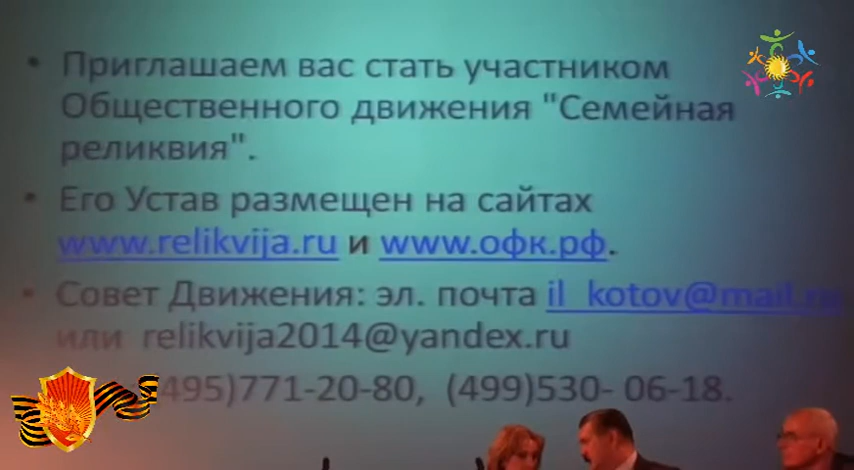 • Приглашаем вас стать участником
Общественного движения "Семейная
реликвия".
• Его Устав размещен на сайтах
www.relikvija.ru и www.офк.рф.
• Совет Движения: эл. почта il_kotov@mail.ru
или relikvija2014@yandex.ru
495)771-20-80, (499)530- 06-18.